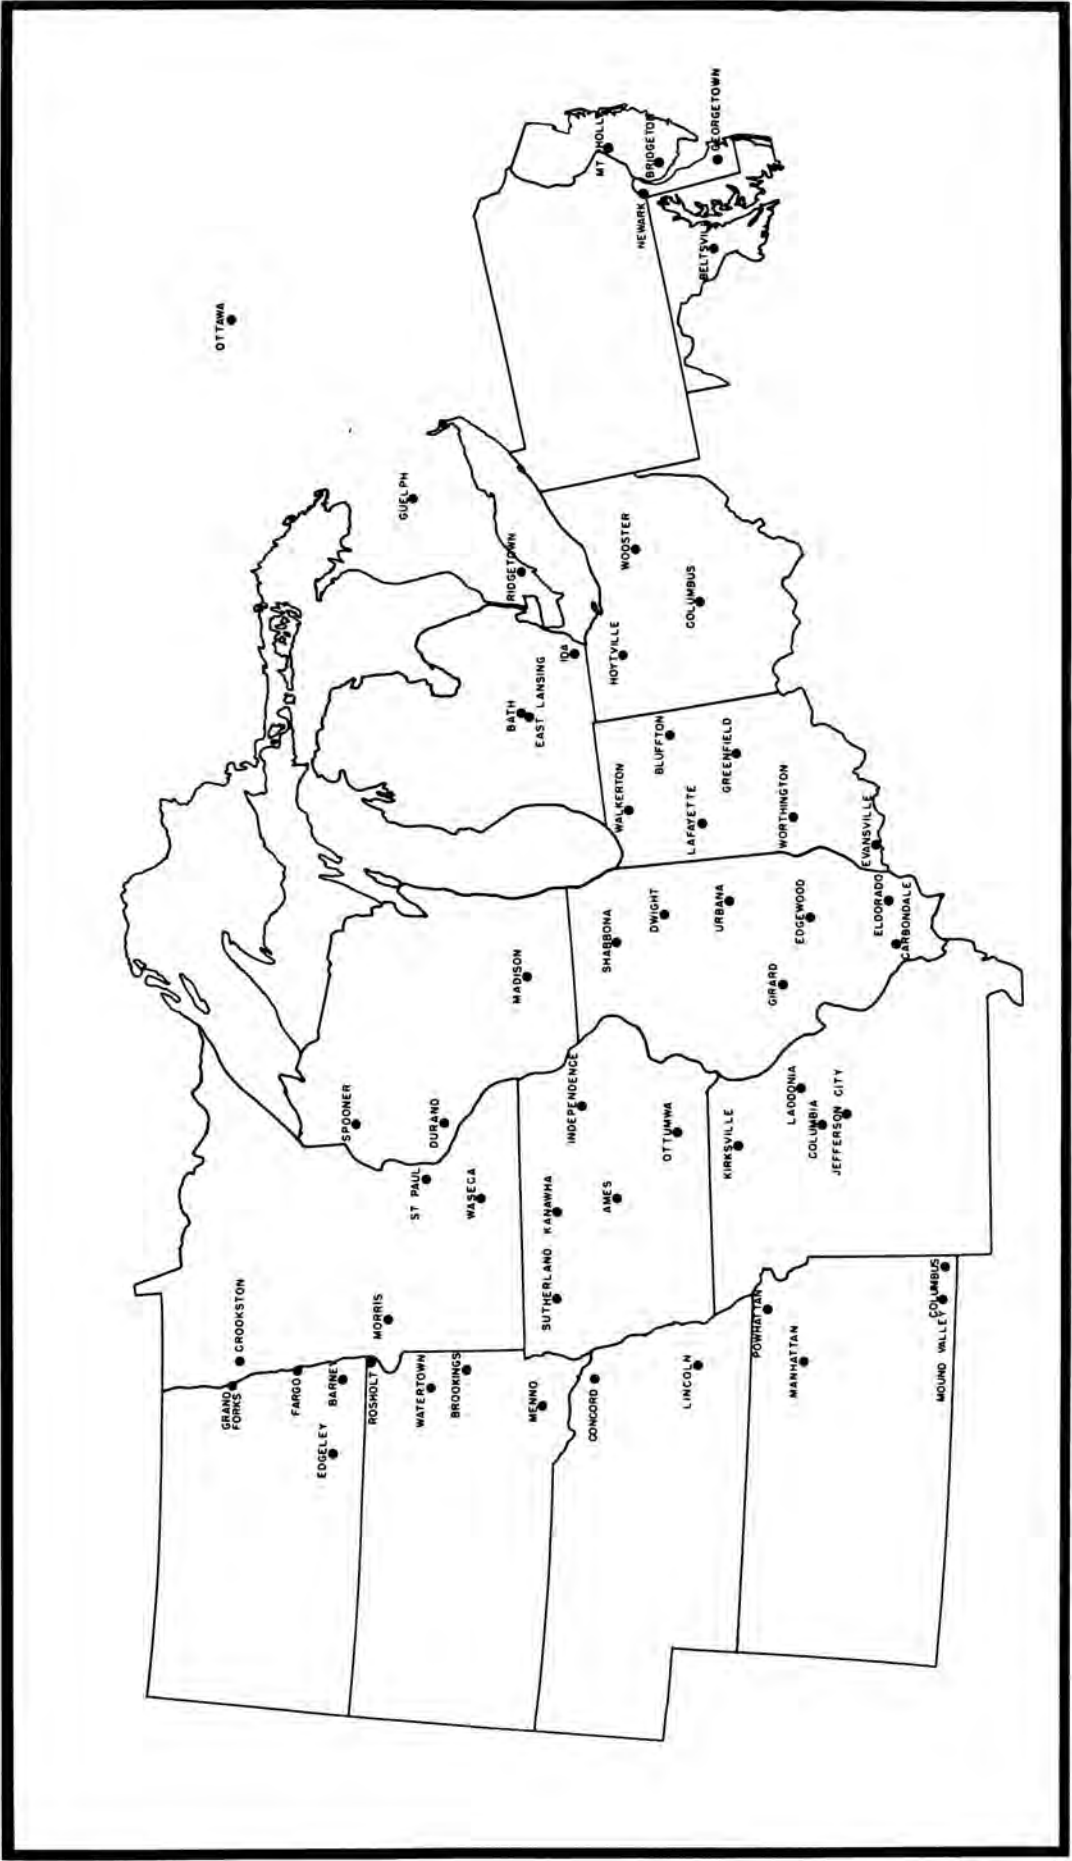 OTTAWA
GUELPH
RIDGETOWN
MT HOLLY
BRIDGETON
GEORGETOWN
NEWARK
BELTSVILLE
WOOSTER
COLUMBUS
HOYTVILLE
IDA
BATH
EAST LANSING
BLUFFTON
GREENFIELD
WALKERTON
LAFAYETTE
WORTHINGTON
EVANSVILLE
SHABBONA
DWIGHT
URBANA
EDGEWOOD
ELDORADO
CARBONDALE
GIRARD
MADISON
SPOONER
DURAND
ST PAUL
WASECA
CROOKSTON
MORRIS
INDEPENDENCE
OTTUMWA
KANAWHA
AMES
SUTHERLAND
KIRKSVILLE
LADDONIA
COLUMBIA
JEFFERSON CITY
GRAND
FORKS
FARGO
BARNEY
EDGELEY
ROSHOLT
WATERTOWN
BROOKINGS
MENNO
CONCORD
LINCOLN
POWHATTAN
MANHATTAN
COLUMBUS
MOUND VALLEY